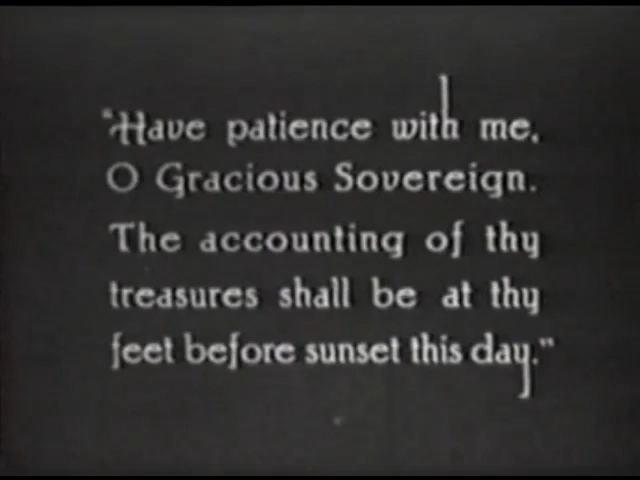 "Have patience with me,
O Gracious Sovereign.
The accounting of thy
treasures shall be at thy
feet before sunset this day."